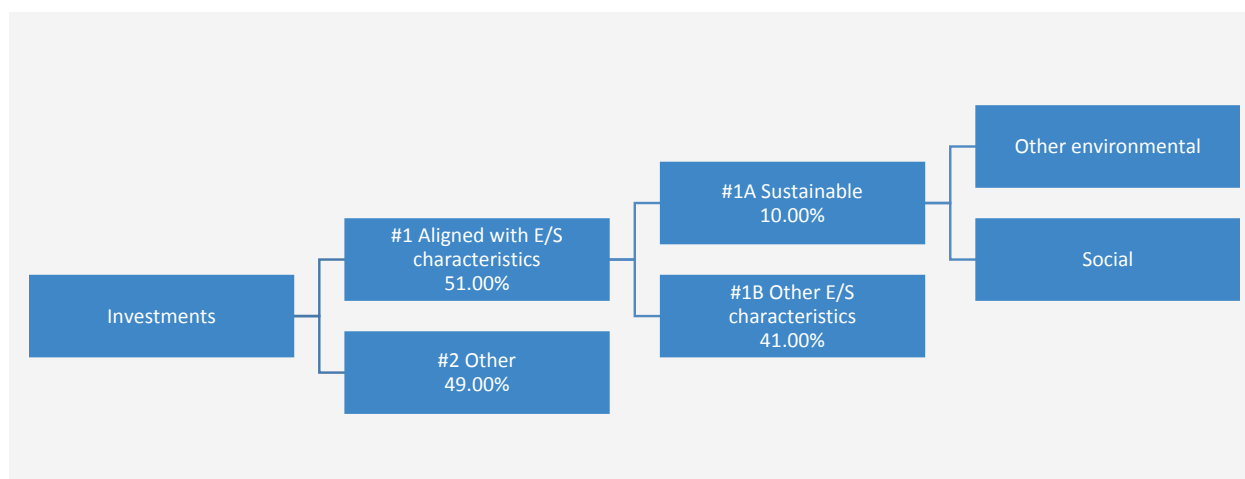 Investments
#1 Aligned with E/S
characteristics
51.00%
#2 Other
49.00%
#1A Sustainable
10.00%
#1B Other E/S
characteristics
41.00%
Other environmental
Social